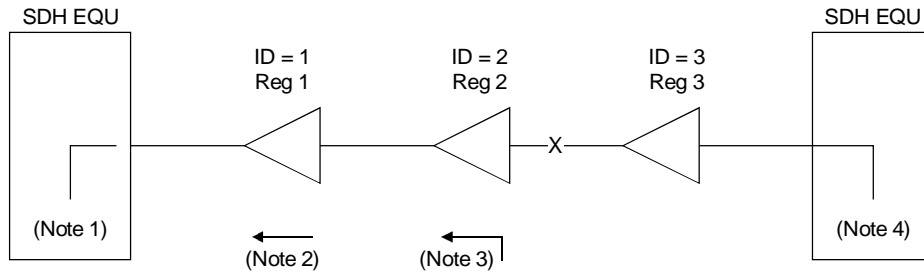 SDH EQU
SDH EQU
ID = 1
Reg 1
ID = 2
Reg 2
ID = 3
Reg 3
X
(Note 1)
(Note 2)
(Note 3)
(Note 4)